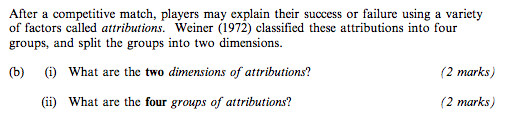 After a competitive match, players may explain their success or failure using a variety
of factors called attributions. Weiner (1972) classified these attributions into four
groups, and split the groups into two dimensions.
(b) (i) What are the two dimensions of attributions? (2 marks)
(ii) What are the four groups of attributions? (2 marks)